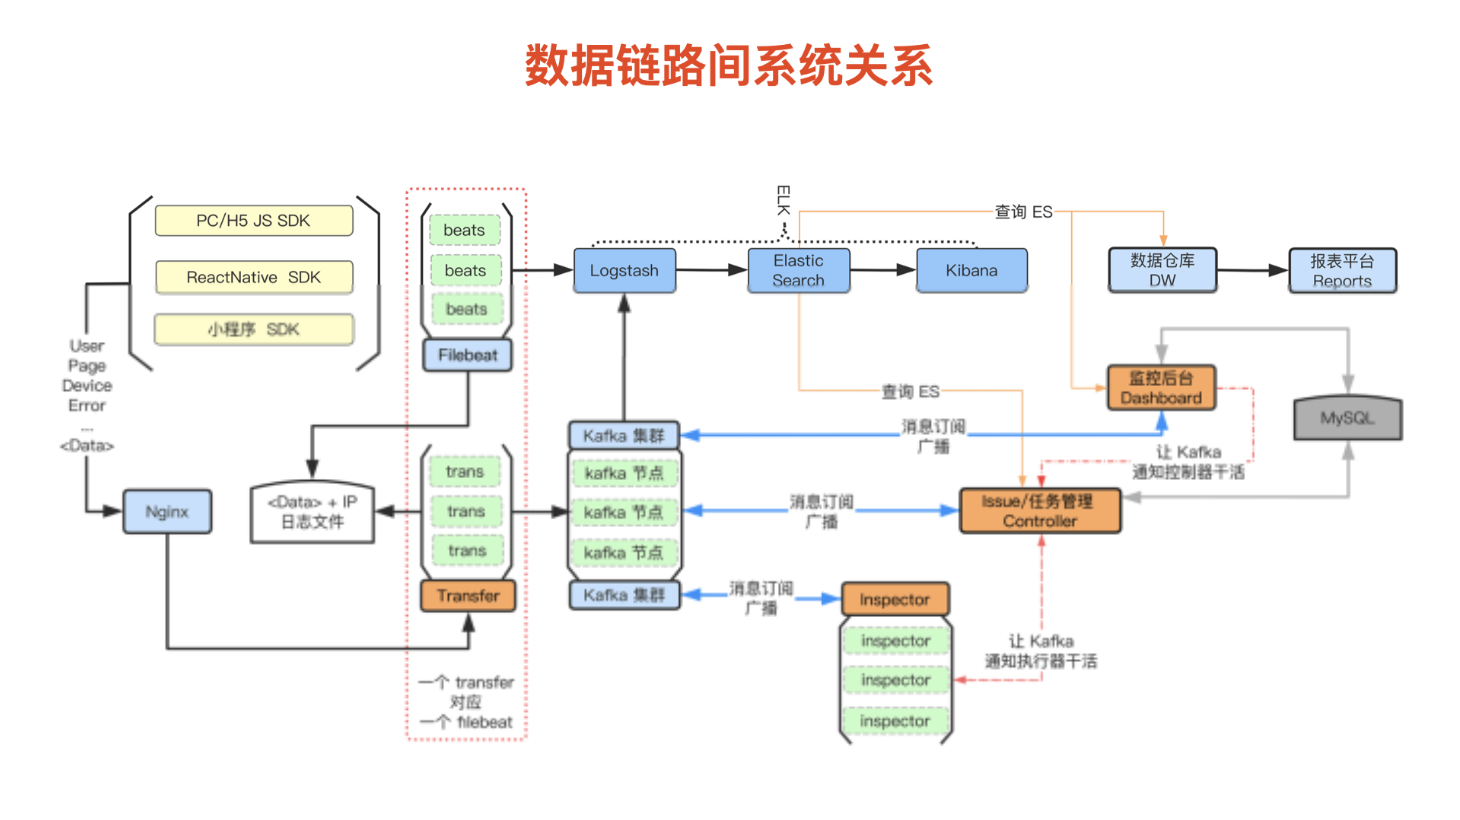 数据链路间系统关系
PC/H5 JS SDK
ReactNative SDK
小程序 SDK
User
Page
Device
Error
...
<Data>
Nginx
<Data> + IP
日志文件
beats
beats
beats
Filebeat
trans
trans
trans
Transfer
一个 transfer
对应
一个 filebeat
ELK
Logstash
Elastic
Search
Kibana
查询 ES
数据仓库
DW
报表平台
Reports
查询 ES
监控后台
Dashboard
MySQL
Kafka 集群
kafka 节点
kafka 节点
kafka 节点
Kafka 集群
消息订阅
广播
消息订阅
广播
消息订阅
广播
让 Kafka
通知控制器干活
Issue/任务管理
Controller
Inspector
inspector
inspector
inspector
让 Kafka
通知执行器干活